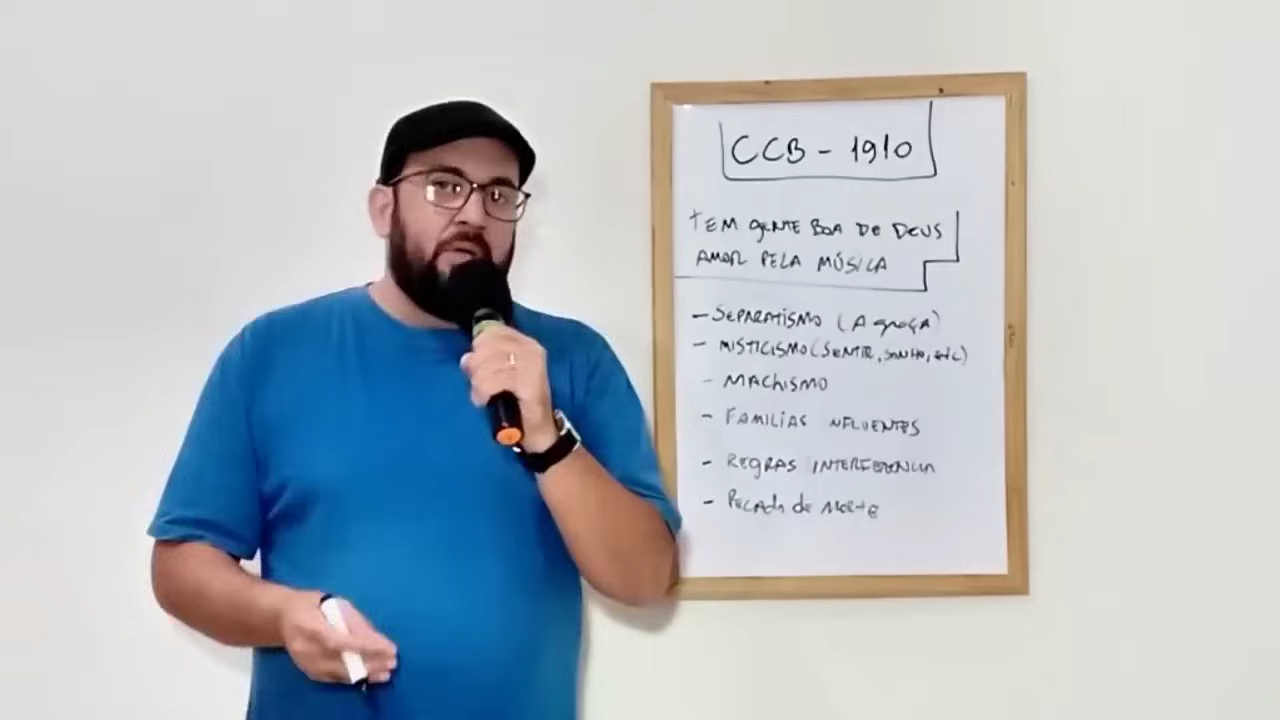 CCB - 1910
TEM GENTE BOA DE DEUS
AMOR PELA MÚSICA
- SEPARATISMO (A GRAÇA)
- MISTICISMO (SENTIR, SONHO, etc)
- MACHISMO
- FAMILIAS NFLUENTES
- REGRAS INTERFERENCIA
- Pecado de Morte